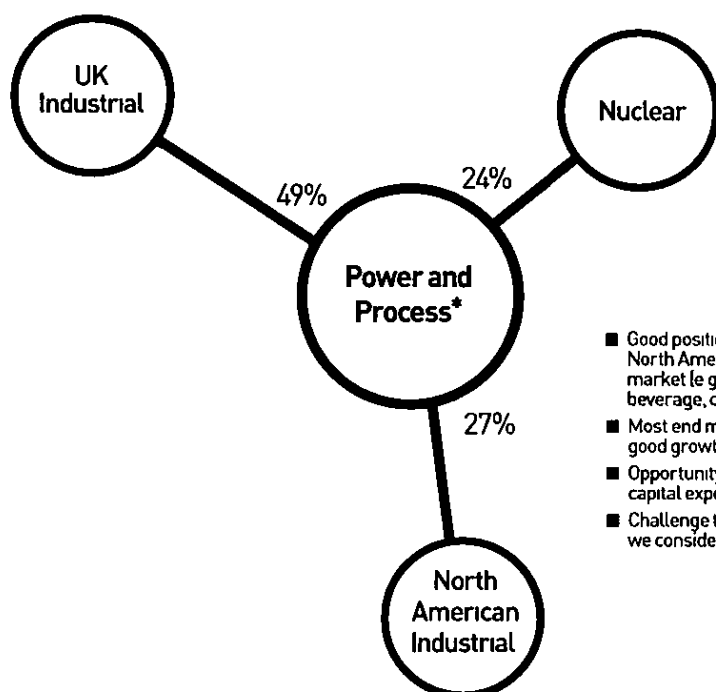 UK
Industrial
Nuclear
49%
24%
Power and
Process*
27%
North
American
Industrial
■ Good positi
North Ame
market [e g
beverage, c
■ Most end m
good growt
■ Opportunity
capital expe
■ Challenge t
we conside